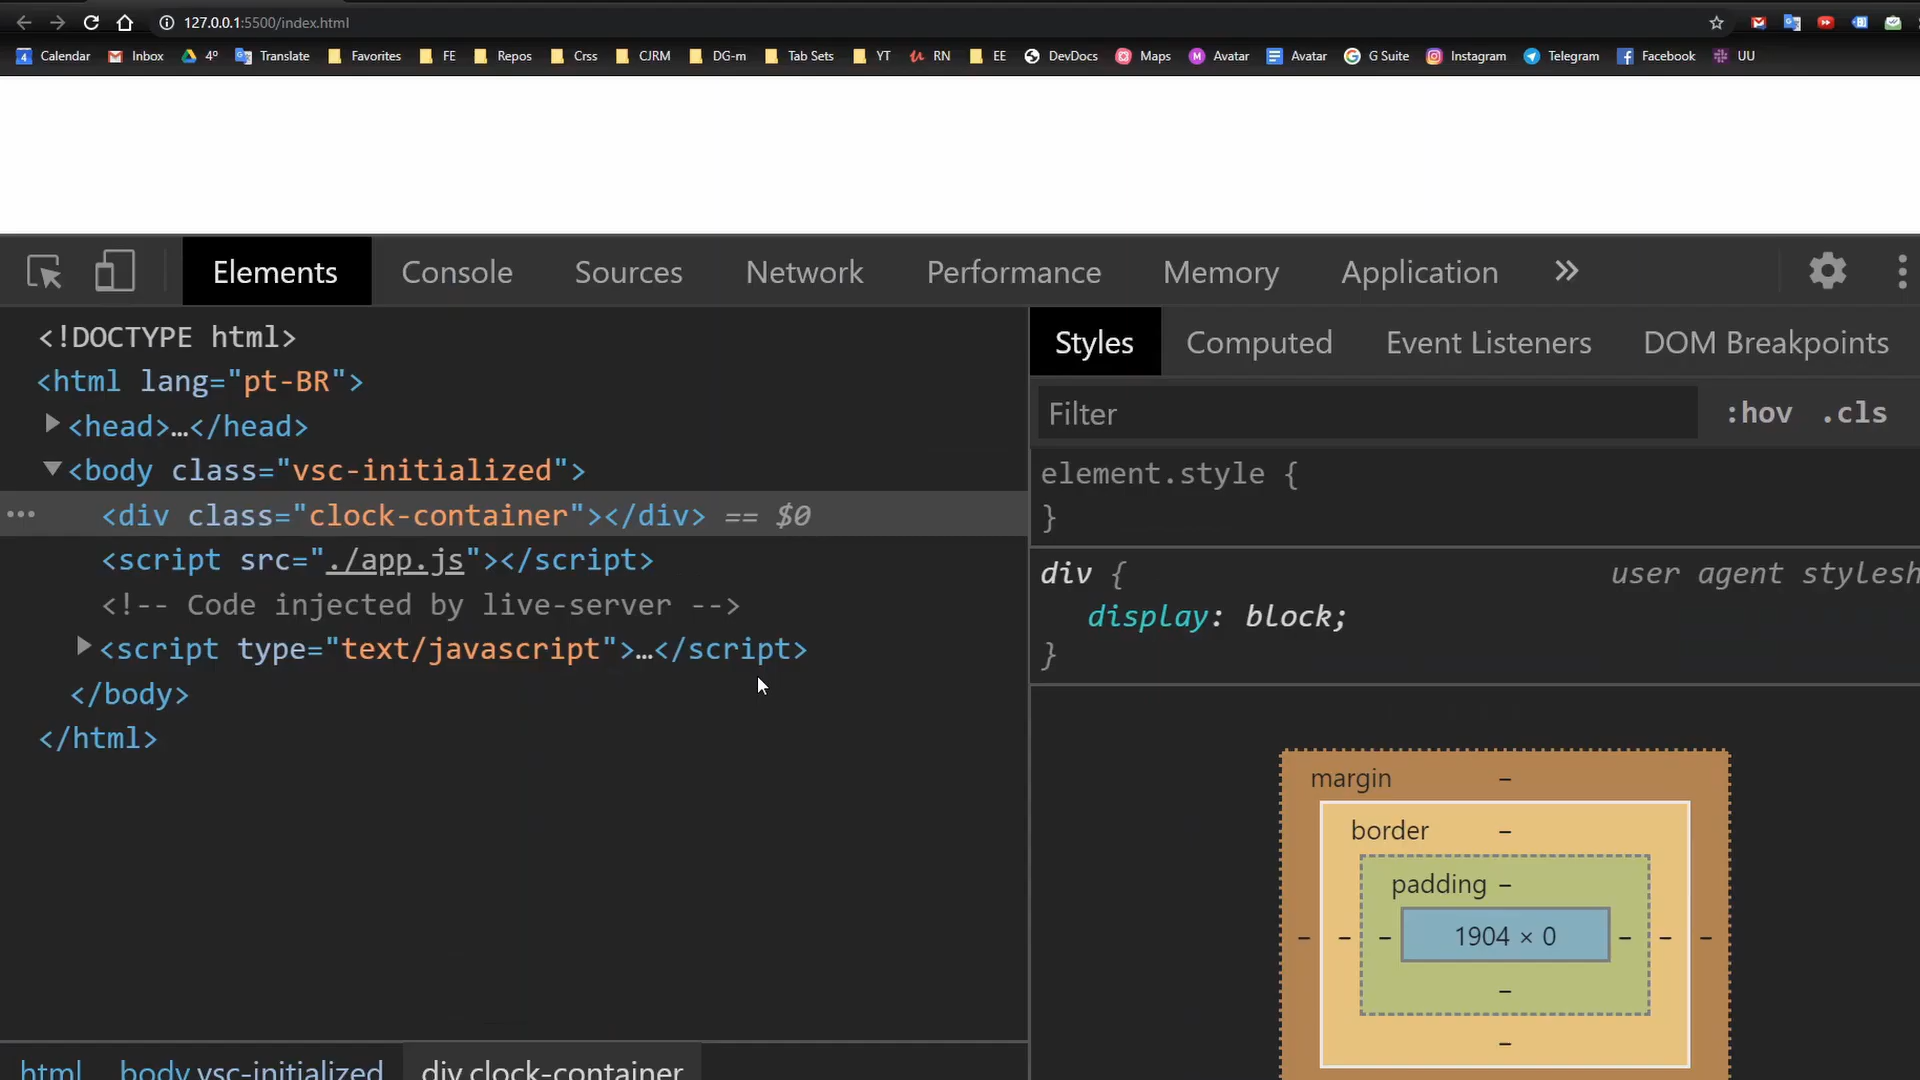 127.0.0.1:5500/index.html
4 Calendar Inbox 4º Translate Favorites FE Repos Crss CJRM DG-m Tab Sets YT RN EE DevDocs Maps M Avatar Avatar G Suite Instagram Telegram Facebook UU
Elements Console Sources Network Performance Memory Application »
<!DOCTYPE html>
<html lang="pt-BR">
<head>…</head>
<body class="vsc-initialized">
<div class="clock-container"></div> == $0
<script src="./app.js"></script>
<!-- Code injected by live-server -->
<script type="text/javascript">…</script>
</body>
</html>
html body.vsc-initialized div.clock-container
Styles Computed Event Listeners DOM Breakpoints
Filter :hov .cls
element.style {
}
div { user agent stylesh
display: block;
}
margin –
border –
padding –
– – – 1904 × 0 – – –
–
–